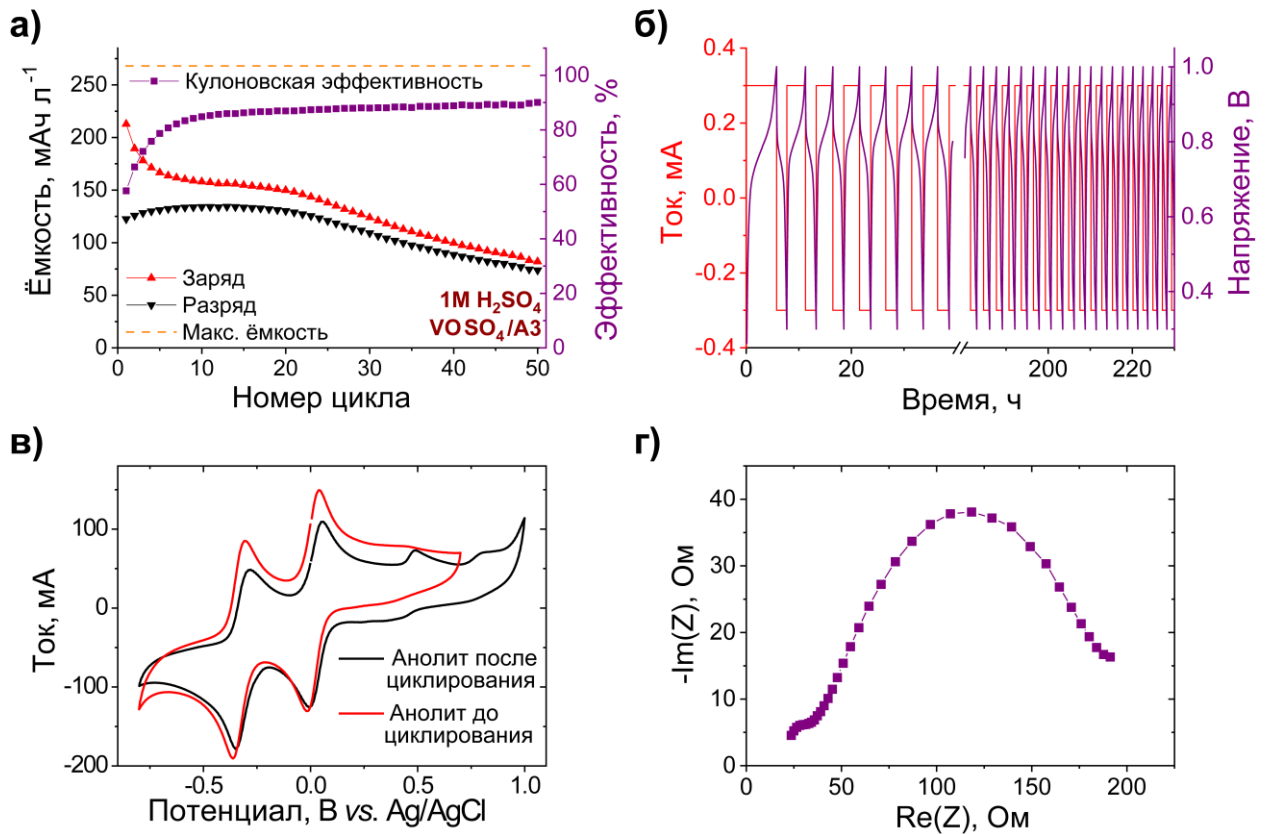 а)
Ёмкость, мАч л⁻¹
250
200
150
100
50
0
Кулоновская эффективность
Заряд
Разряд
Макс. ёмкость
1М H₂SO₄
VOSO₄/A3
100
80
60
40
20
0
Эффективность, %
0 10 20 30 40 50
Номер цикла
б)
Ток, мА
0.4
0.2
0.0
-0.2
-0.4
1.0
0.8
0.6
0.4
Напряжение, В
0 20 200 220
Время, ч
в)
Ток, мА
100
0
-100
-200
Анолит после
циклирования
Анолит до
циклирования
-0.5 0.0 0.5 1.0
Потенциал, В vs. Ag/AgCl
г)
-Im(Z), Ом
40
30
20
10
0
0 50 100 150 200
Re(Z), Ом